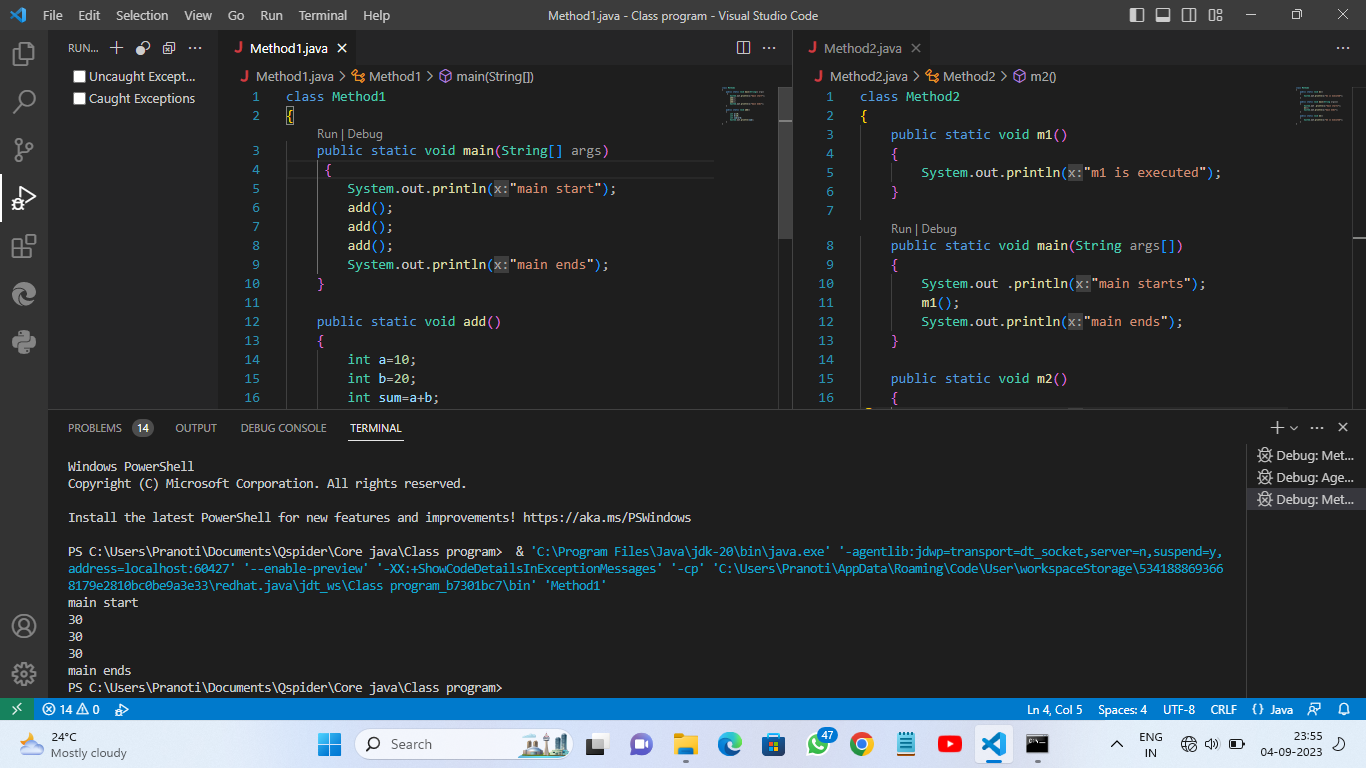 File Edit Selection View Go Run Terminal Help
Method1.java - Class program - Visual Studio Code
RUN...
Uncaught Except...
Caught Exceptions
J Method1.java
J Method1.java > Method1 > main(String[])
1 class Method1
2 {
Run | Debug
3 public static void main(String[] args)
4 {
5 System.out.println(x:"main start");
6 add();
7 add();
8 add();
9 System.out.println(x:"main ends");
10 }
11
12 public static void add()
13 {
14 int a=10;
15 int b=20;
16 int sum=a+b;
J Method2.java
J Method2.java > Method2 > m2()
1 class Method2
2 {
3 public static void m1()
4 {
5 System.out.println(x:"m1 is executed");
6 }
7
Run | Debug
8 public static void main(String args[])
9 {
10 System.out .println(x:"main starts");
11 m1();
12 System.out.println(x:"main ends");
13 }
14
15 public static void m2()
16 {
PROBLEMS 14 OUTPUT DEBUG CONSOLE TERMINAL
Windows PowerShell
Copyright (C) Microsoft Corporation. All rights reserved.
Install the latest PowerShell for new features and improvements! https://aka.ms/PSWindows
PS C:\Users\Pranoti\Documents\Qspider\Core java\Class program>  & 'C:\Program Files\Java\jdk-20\bin\java.exe' '-agentlib:jdwp=transport=dt_socket,server=n,suspend=y,
address=localhost:60427' '--enable-preview' '-XX:+ShowCodeDetailsInExceptionMessages' '-cp' 'C:\Users\Pranoti\AppData\Roaming\Code\User\workspaceStorage\534188869366
8179e2810bc0be9a3e33\redhat.java\jdt_ws\Class program_b7301bc7\bin' 'Method1'
main start
30
30
30
main ends
PS C:\Users\Pranoti\Documents\Qspider\Core java\Class program>
Debug: Met...
Debug: Age...
Debug: Met...
14 0
Ln 4, Col 5 Spaces: 4 UTF-8 CRLF {} Java
24°C
Mostly cloudy
Search
47
ENG
IN
23:55
04-09-2023